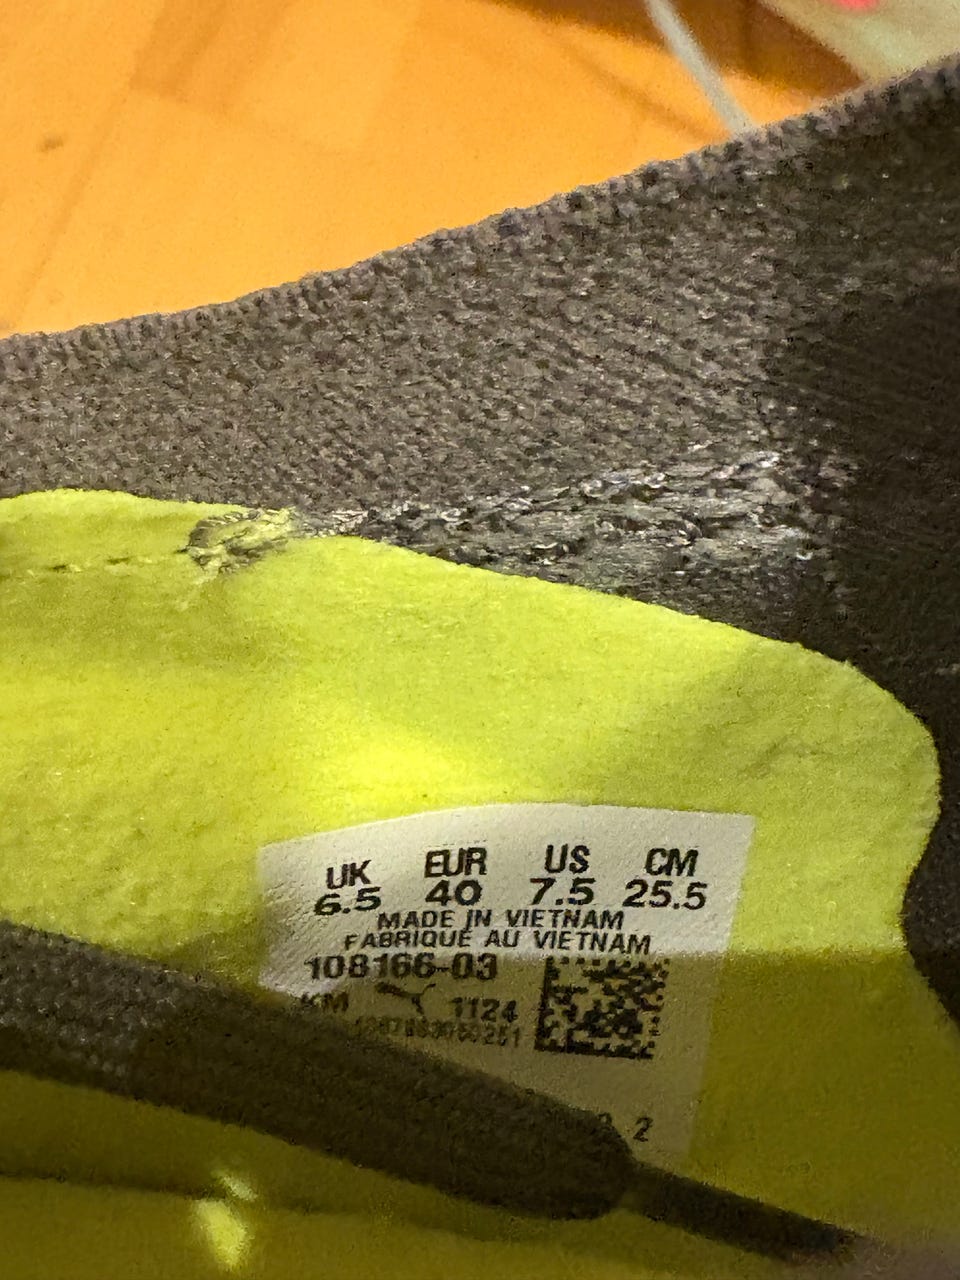 UK EUR US CM
6.5 40 7.5 25.5
MADE IN VIETNAM
FABRIQUÉ AU VIETNAM
108166-03
KM 1124
2